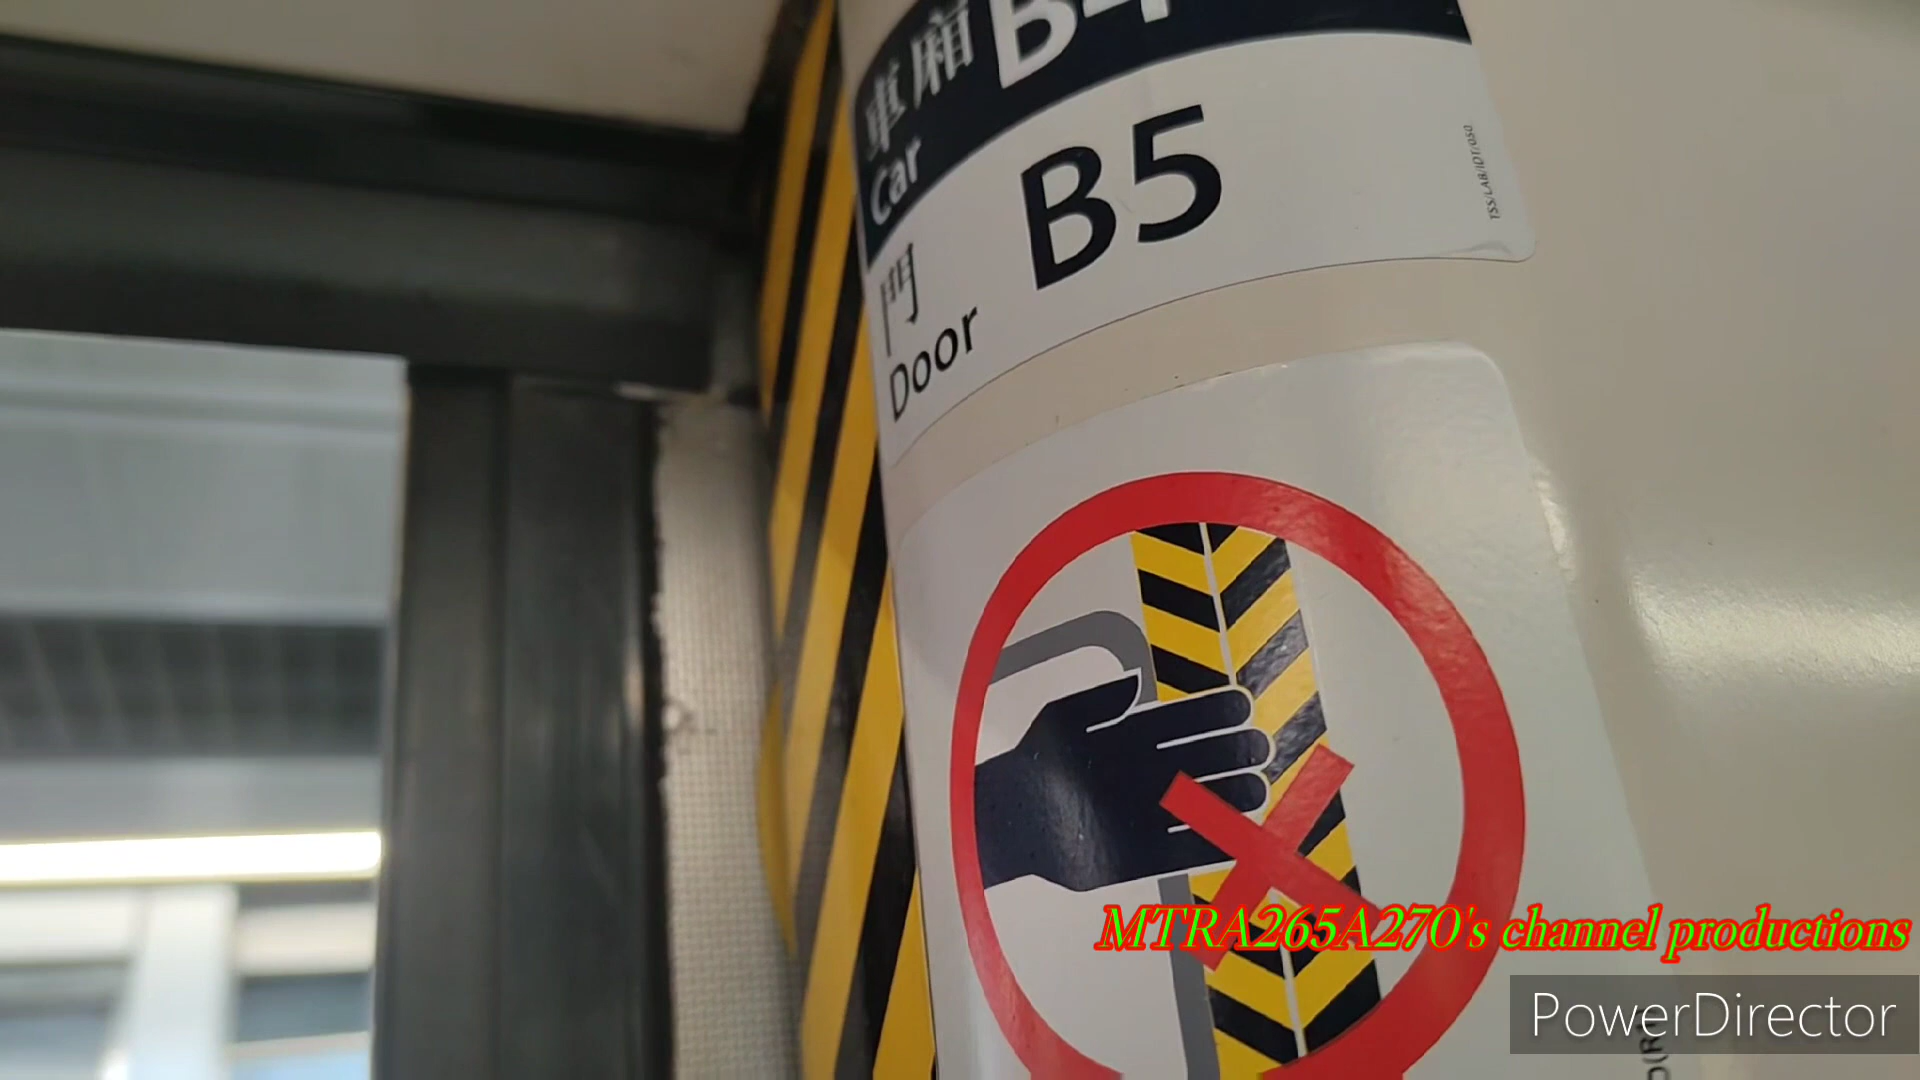 車廂
Car
B4
B5
門
Door
TSS/LAB/IDT/050
MTRA265A270's channel productions
PowerDirector